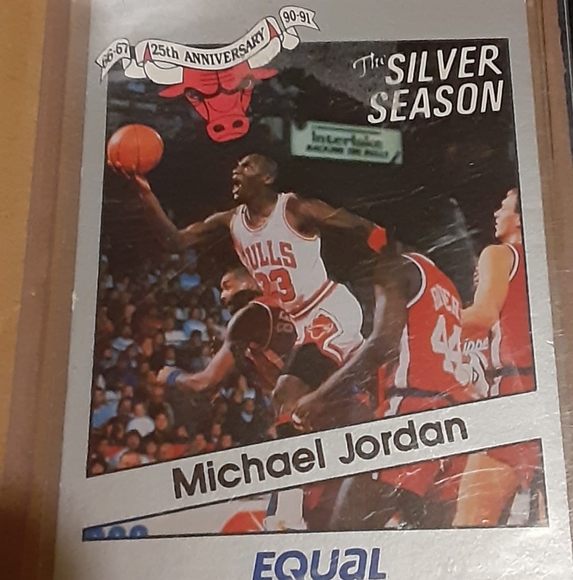 66-67 25th ANNIVERSARY 90-91
The SILVER
SEASON
Interlake
BULLS
23
44
Michael Jordan
EQUAL